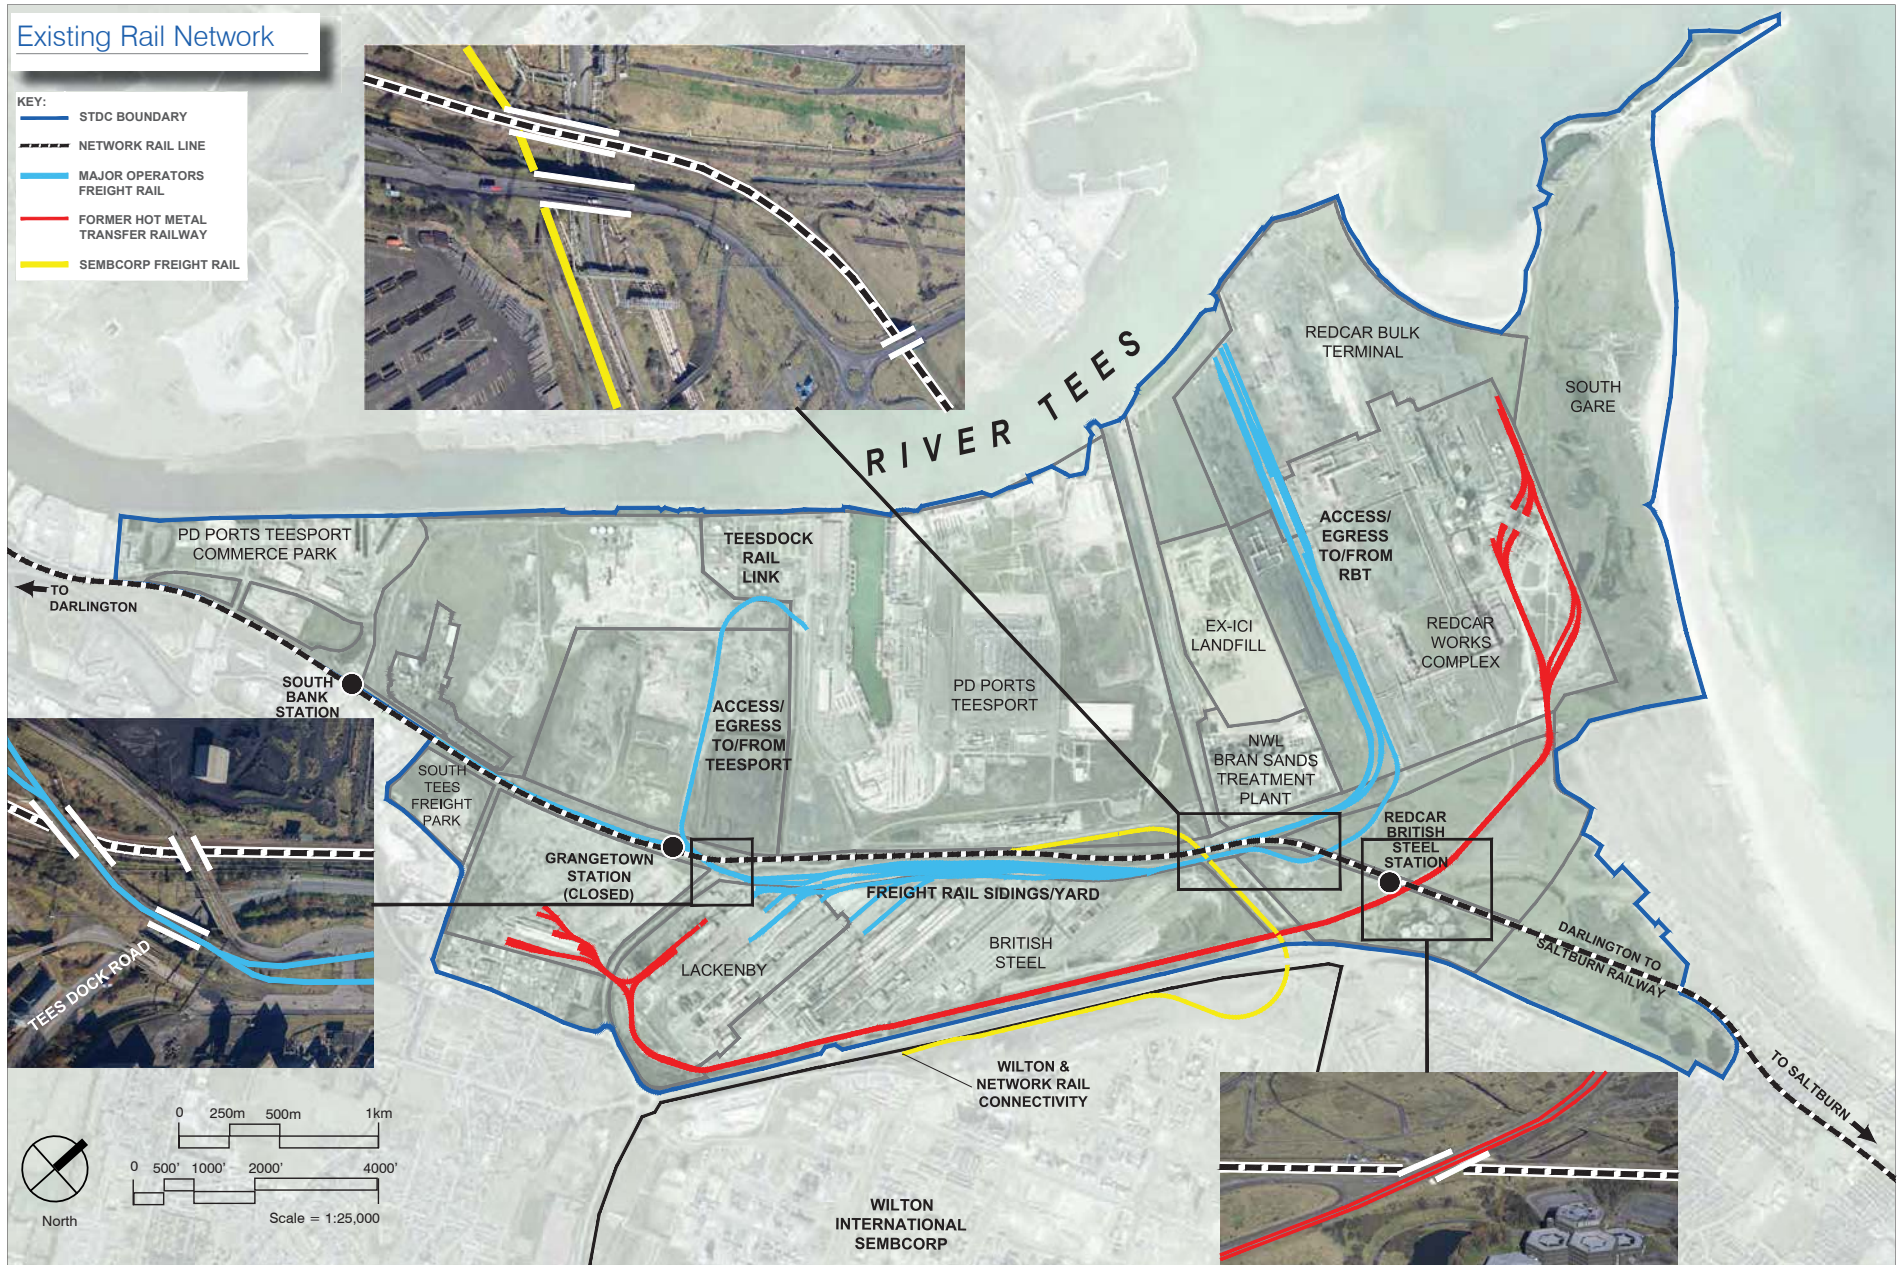 Existing Rail Network
KEY:
STDC BOUNDARY
NETWORK RAIL LINE
MAJOR OPERATORS
FREIGHT RAIL
FORMER HOT METAL
TRANSFER RAILWAY
SEMBCORP FREIGHT RAIL
RIVER TEES
REDCAR BULK
TERMINAL
SOUTH
GARE
PD PORTS TEESPORT
COMMERCE PARK
TEESDOCK
RAIL
LINK
ACCESS/
EGRESS
TO/FROM
RBT
TO
DARLINGTON
EX-ICI
LANDFILL
REDCAR
WORKS
COMPLEX
SOUTH
BANK
STATION
PD PORTS
TEESPORT
ACCESS/
EGRESS
TO/FROM
TEESPORT
NWL
BRAN SANDS
TREATMENT
PLANT
SOUTH
TEES
FREIGHT
PARK
REDCAR
BRITISH
STEEL
STATION
GRANGETOWN
STATION
(CLOSED)
FREIGHT RAIL SIDINGS/YARD
BRITISH
STEEL
LACKENBY
DARLINGTON TO
SALTBURN RAILWAY
TEES DOCK ROAD
WILTON &
NETWORK RAIL
CONNECTIVITY
TO SALTBURN
0 250m 500m 1km
0 500' 1000' 2000' 4000'
Scale = 1:25,000
North
WILTON
INTERNATIONAL
SEMBCORP